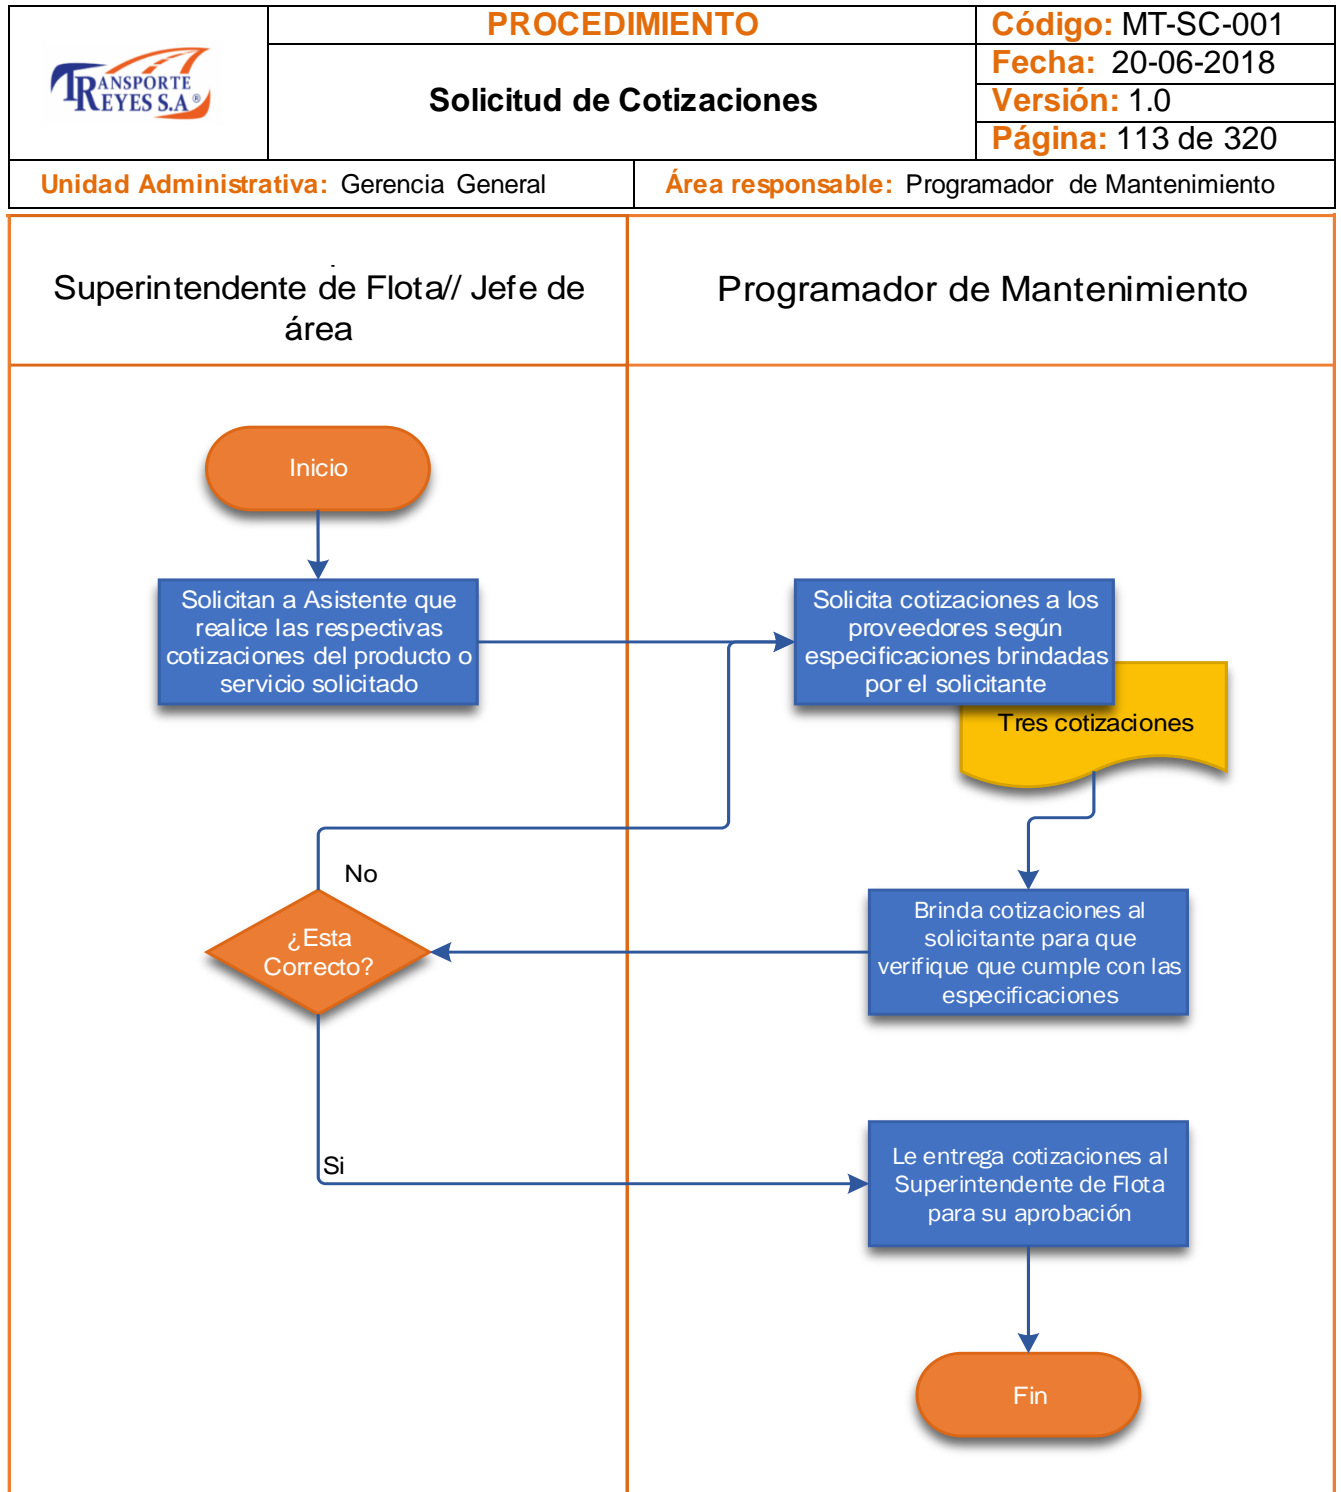 TRANSPORTE
REYES S.A®
PROCEDIMIENTO
Solicitud de Cotizaciones
Código: MT-SC-001
Fecha: 20-06-2018
Versión: 1.0
Página: 113 de 320
Unidad Administrativa: Gerencia General
Área responsable: Programador de Mantenimiento
Superintendente de Flota// Jefe de
área
Programador de Mantenimiento
Inicio
Solicitan a Asistente que
realice las respectivas
cotizaciones del producto o
servicio solicitado
Solicita cotizaciones a los
proveedores según
especificaciones brindadas
por el solicitante
Tres cotizaciones
No
¿Esta
Correcto?
Brinda cotizaciones al
solicitante para que
verifique que cumple con las
especificaciones
Si
Le entrega cotizaciones al
Superintendente de Flota
para su aprobación
Fin